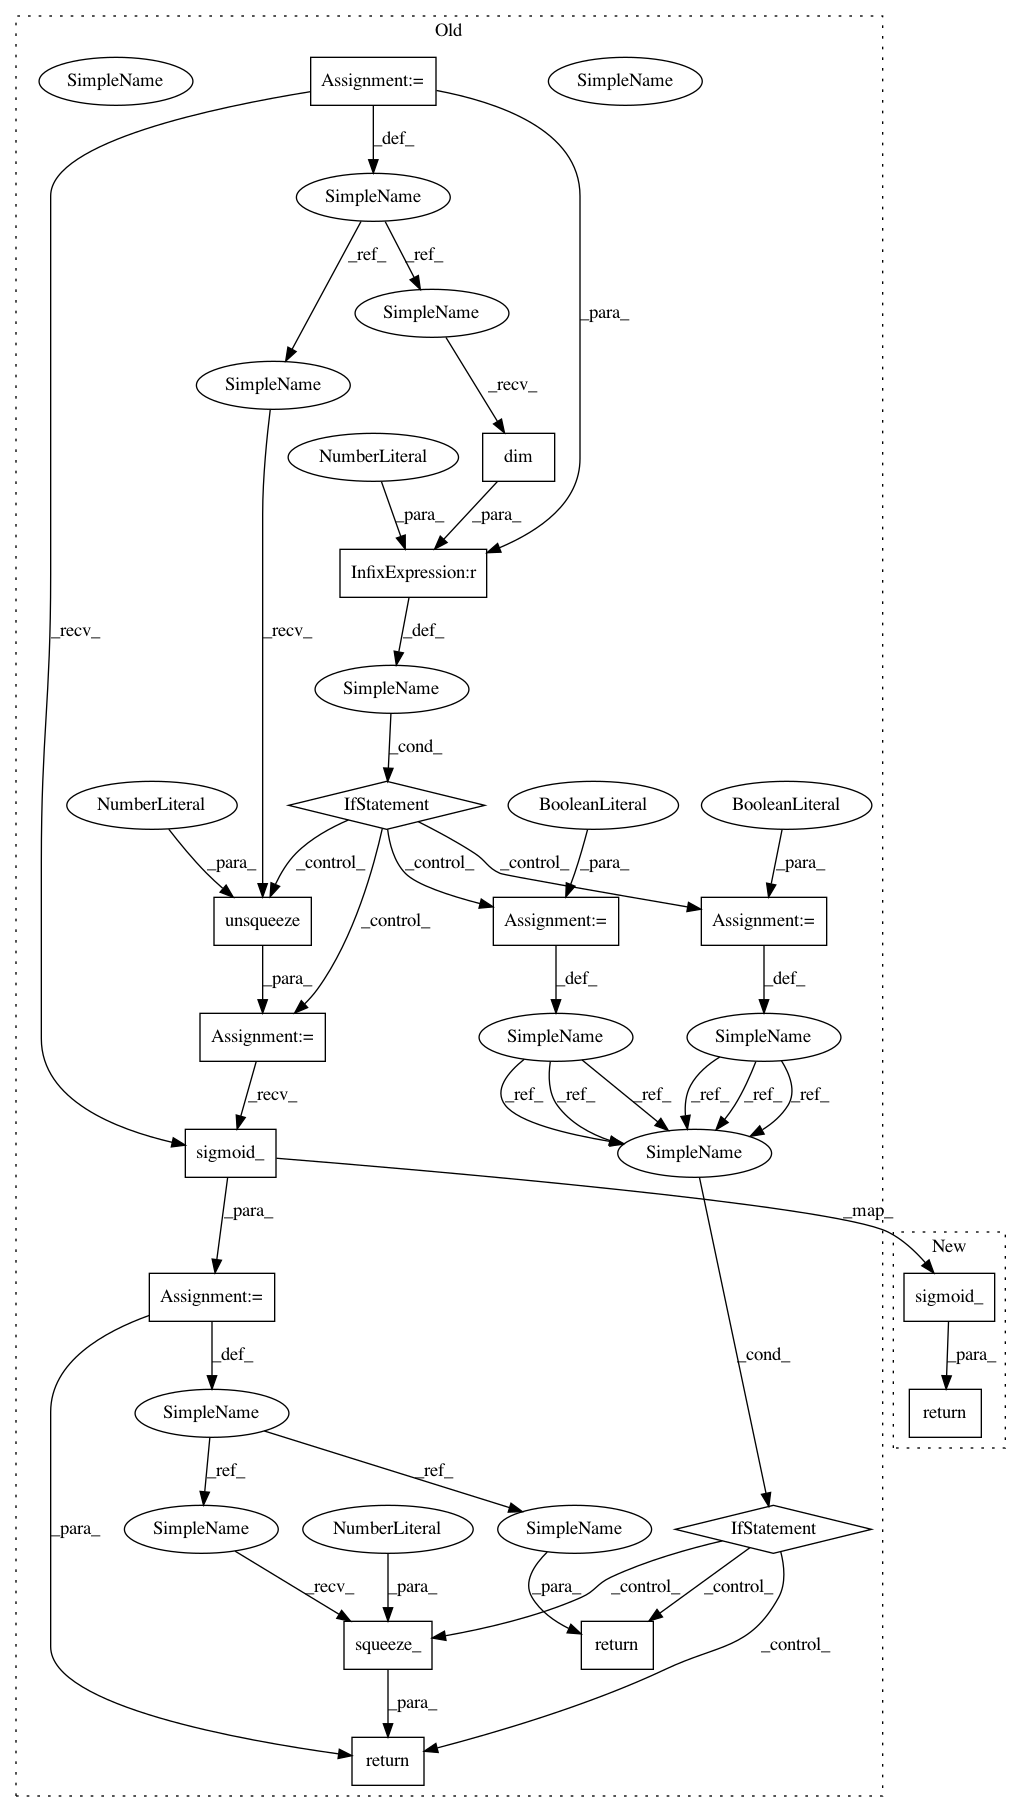 Old
SimpleName
Assignment:=
SimpleName
_def_
SimpleName
_ref_
_ref_
SimpleName
_para_
SimpleName
_recv_
NumberLiteral
dim
_para_
_para_
InfixExpression:r
_recv_
_recv_
_def_
SimpleName
_cond_
NumberLiteral
IfStatement
BooleanLiteral
BooleanLiteral
_para_
_control_
_control_
_para_
_control_
_para_
unsqueeze
_control_
Assignment:=
Assignment:=
_para_
_def_
_def_
Assignment:=
SimpleName
SimpleName
_recv_
_ref_
_ref_
_ref_
_ref_
_ref_
_ref_
sigmoid_
SimpleName
_para_
_map_
New
Assignment:=
sigmoid_
_def_
_cond_
_para_
SimpleName
return
_ref_
_ref_
_para_
SimpleName
NumberLiteral
SimpleName
IfStatement
_recv_
_para_
_para_
_control_
_control_
squeeze_
return
_control_
_para_
return